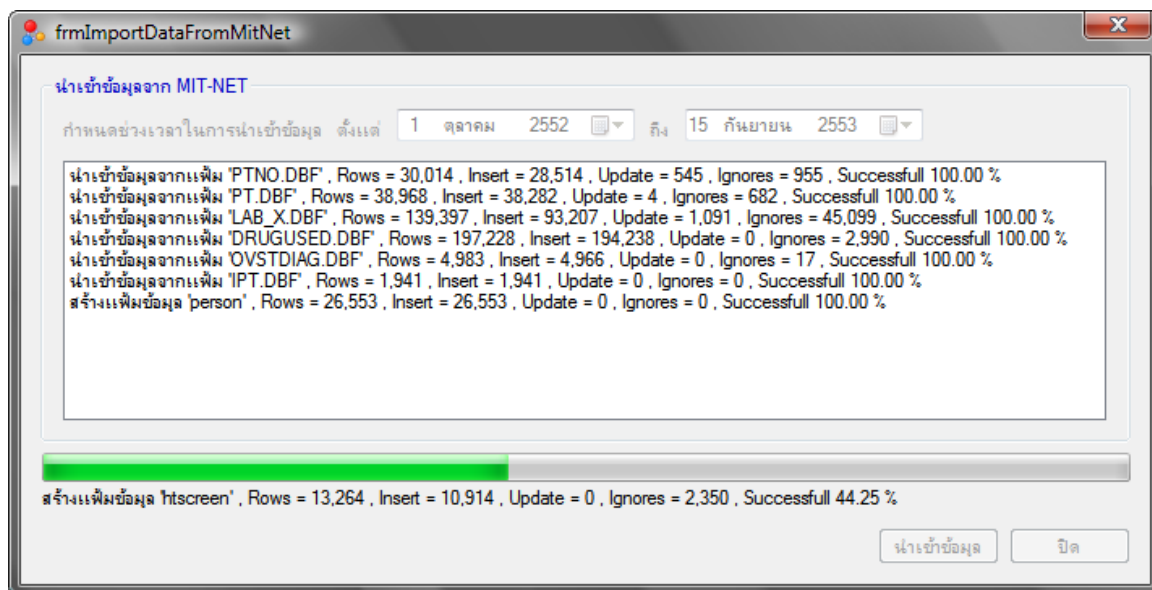 frmImportDataFromMitNet
นำเข้าข้อมูลจาก MIT-NET
กำหนดช่วงเวลาในการนำเข้าข้อมูล ตั้งแต่ 1 ตุลาคม 2552 ถึง 15 กันยายน 2553
นำเข้าข้อมูลจากแฟ้ม 'PTNO.DBF' , Rows = 30,014 , Insert = 28,514 , Update = 545 , Ignores = 955 , Successfull 100.00 %
นำเข้าข้อมูลจากแฟ้ม 'PT.DBF' , Rows = 38,968 , Insert = 38,282 , Update = 4 , Ignores = 682 , Successfull 100.00 %
นำเข้าข้อมูลจากแฟ้ม 'LAB_X.DBF' , Rows = 139,397 , Insert = 93,207 , Update = 1,091 , Ignores = 45,099 , Successfull 100.00 %
นำเข้าข้อมูลจากแฟ้ม 'DRUGUSED.DBF' , Rows = 197,228 , Insert = 194,238 , Update = 0 , Ignores = 2,990 , Successfull 100.00 %
นำเข้าข้อมูลจากแฟ้ม 'OVSTDIAG.DBF' , Rows = 4,983 , Insert = 4,966 , Update = 0 , Ignores = 17 , Successfull 100.00 %
นำเข้าข้อมูลจากแฟ้ม 'IPT.DBF' , Rows = 1,941 , Insert = 1,941 , Update = 0 , Ignores = 0 , Successfull 100.00 %
สร้างแฟ้มข้อมูล 'person' , Rows = 26,553 , Insert = 26,553 , Update = 0 , Ignores = 0 , Successfull 100.00 %
สร้างแฟ้มข้อมูล 'htscreen' , Rows = 13,264 , Insert = 10,914 , Update = 0 , Ignores = 2,350 , Successfull 44.25 %
นำเข้าข้อมูล ปิด